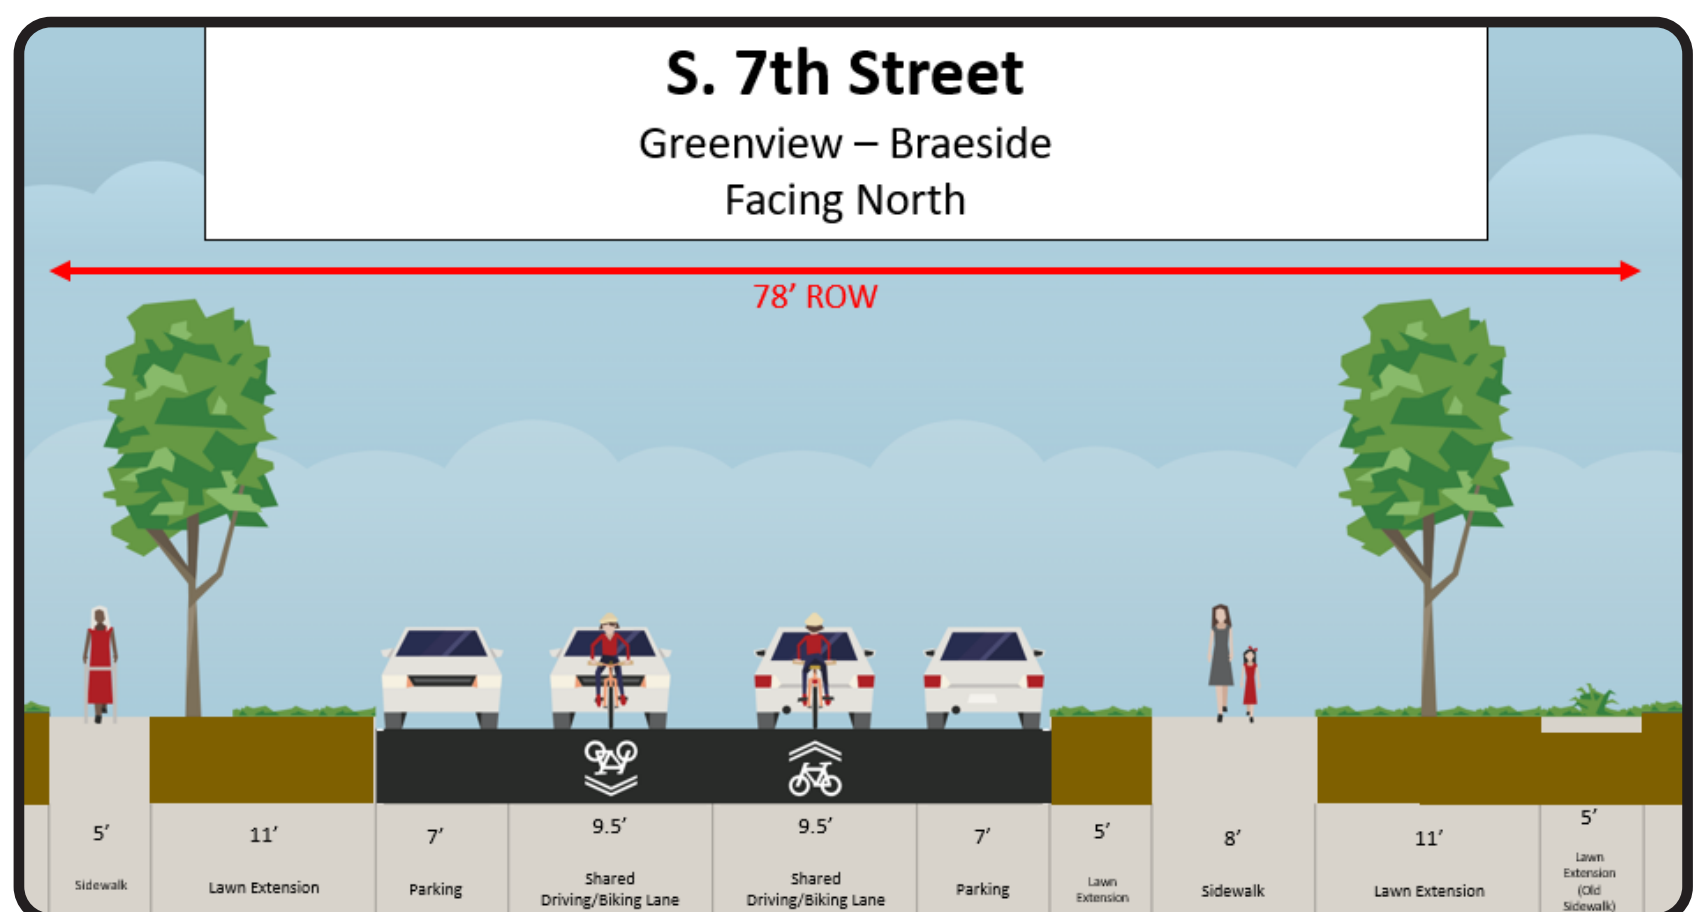 S. 7th Street
Greenview – Braeside
Facing North
78’ ROW
5’
Sidewalk
11’
Lawn Extension
7’
Parking
9.5’
Shared
Driving/Biking Lane
9.5’
Shared
Driving/Biking Lane
7’
Parking
5’
Lawn
Extension
8’
Sidewalk
11’
Lawn Extension
5’
Lawn
Extension
(Old
Sidewalk)